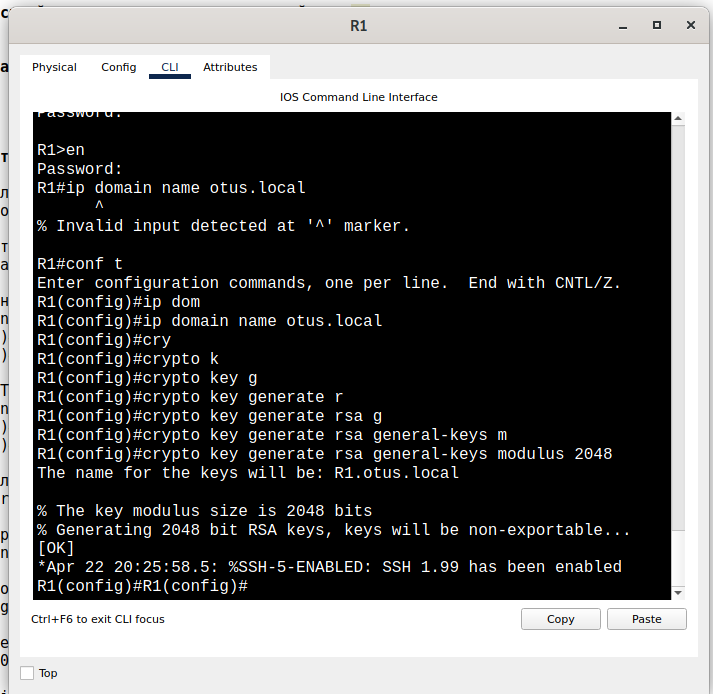 R1
Physical Config CLI Attributes
IOS Command Line Interface
Password:
R1>en
Password:
R1#ip domain name otus.local
^
% Invalid input detected at '^' marker.
R1#conf t
Enter configuration commands, one per line.  End with CNTL/Z.
R1(config)#ip dom
R1(config)#ip domain name otus.local
R1(config)#cry
R1(config)#crypto k
R1(config)#crypto key g
R1(config)#crypto key generate r
R1(config)#crypto key generate rsa g
R1(config)#crypto key generate rsa general-keys m
R1(config)#crypto key generate rsa general-keys modulus 2048
The name for the keys will be: R1.otus.local
% The key modulus size is 2048 bits
% Generating 2048 bit RSA keys, keys will be non-exportable...
[OK]
*Apr 22 20:25:58.5: %SSH-5-ENABLED: SSH 1.99 has been enabled
R1(config)#R1(config)#
Ctrl+F6 to exit CLI focus
Copy Paste
Top